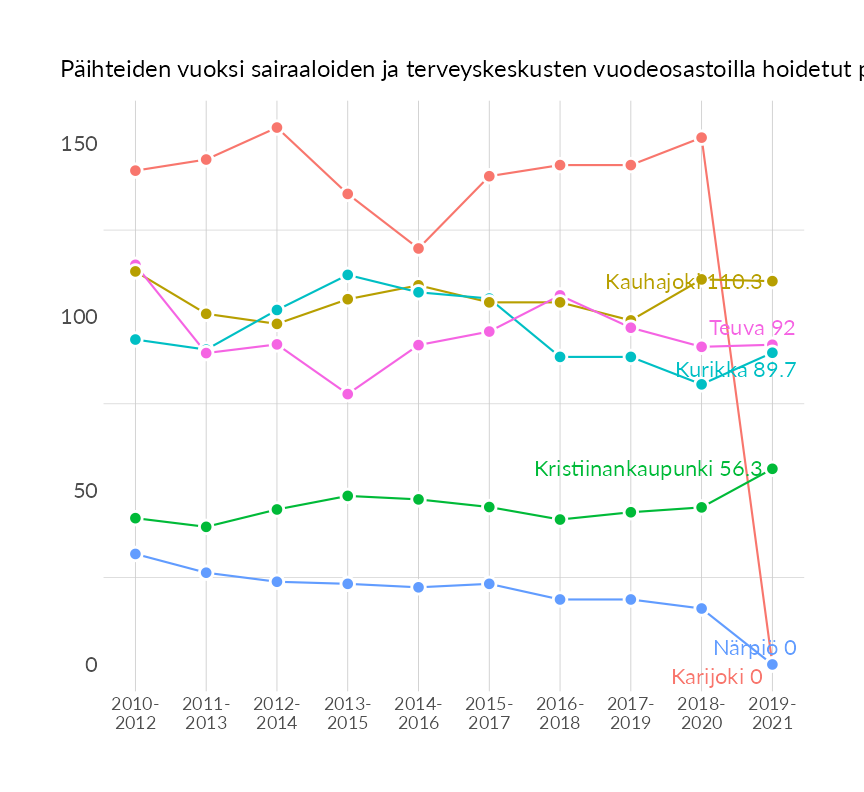 Päihteiden vuoksi sairaaloiden ja terveyskeskusten vuodeosastoilla hoidetut
150
100
50
0
Kauhajoki 110.3
Teuva 92
Kurikka 89.7
Kristiinankaupunki 56.3
Närpiö 0
Karijoki 0
2010- 2011- 2012- 2013- 2014- 2015- 2016- 2017- 2018- 2019-
2012 2013 2014 2015 2016 2017 2018 2019 2020 2021